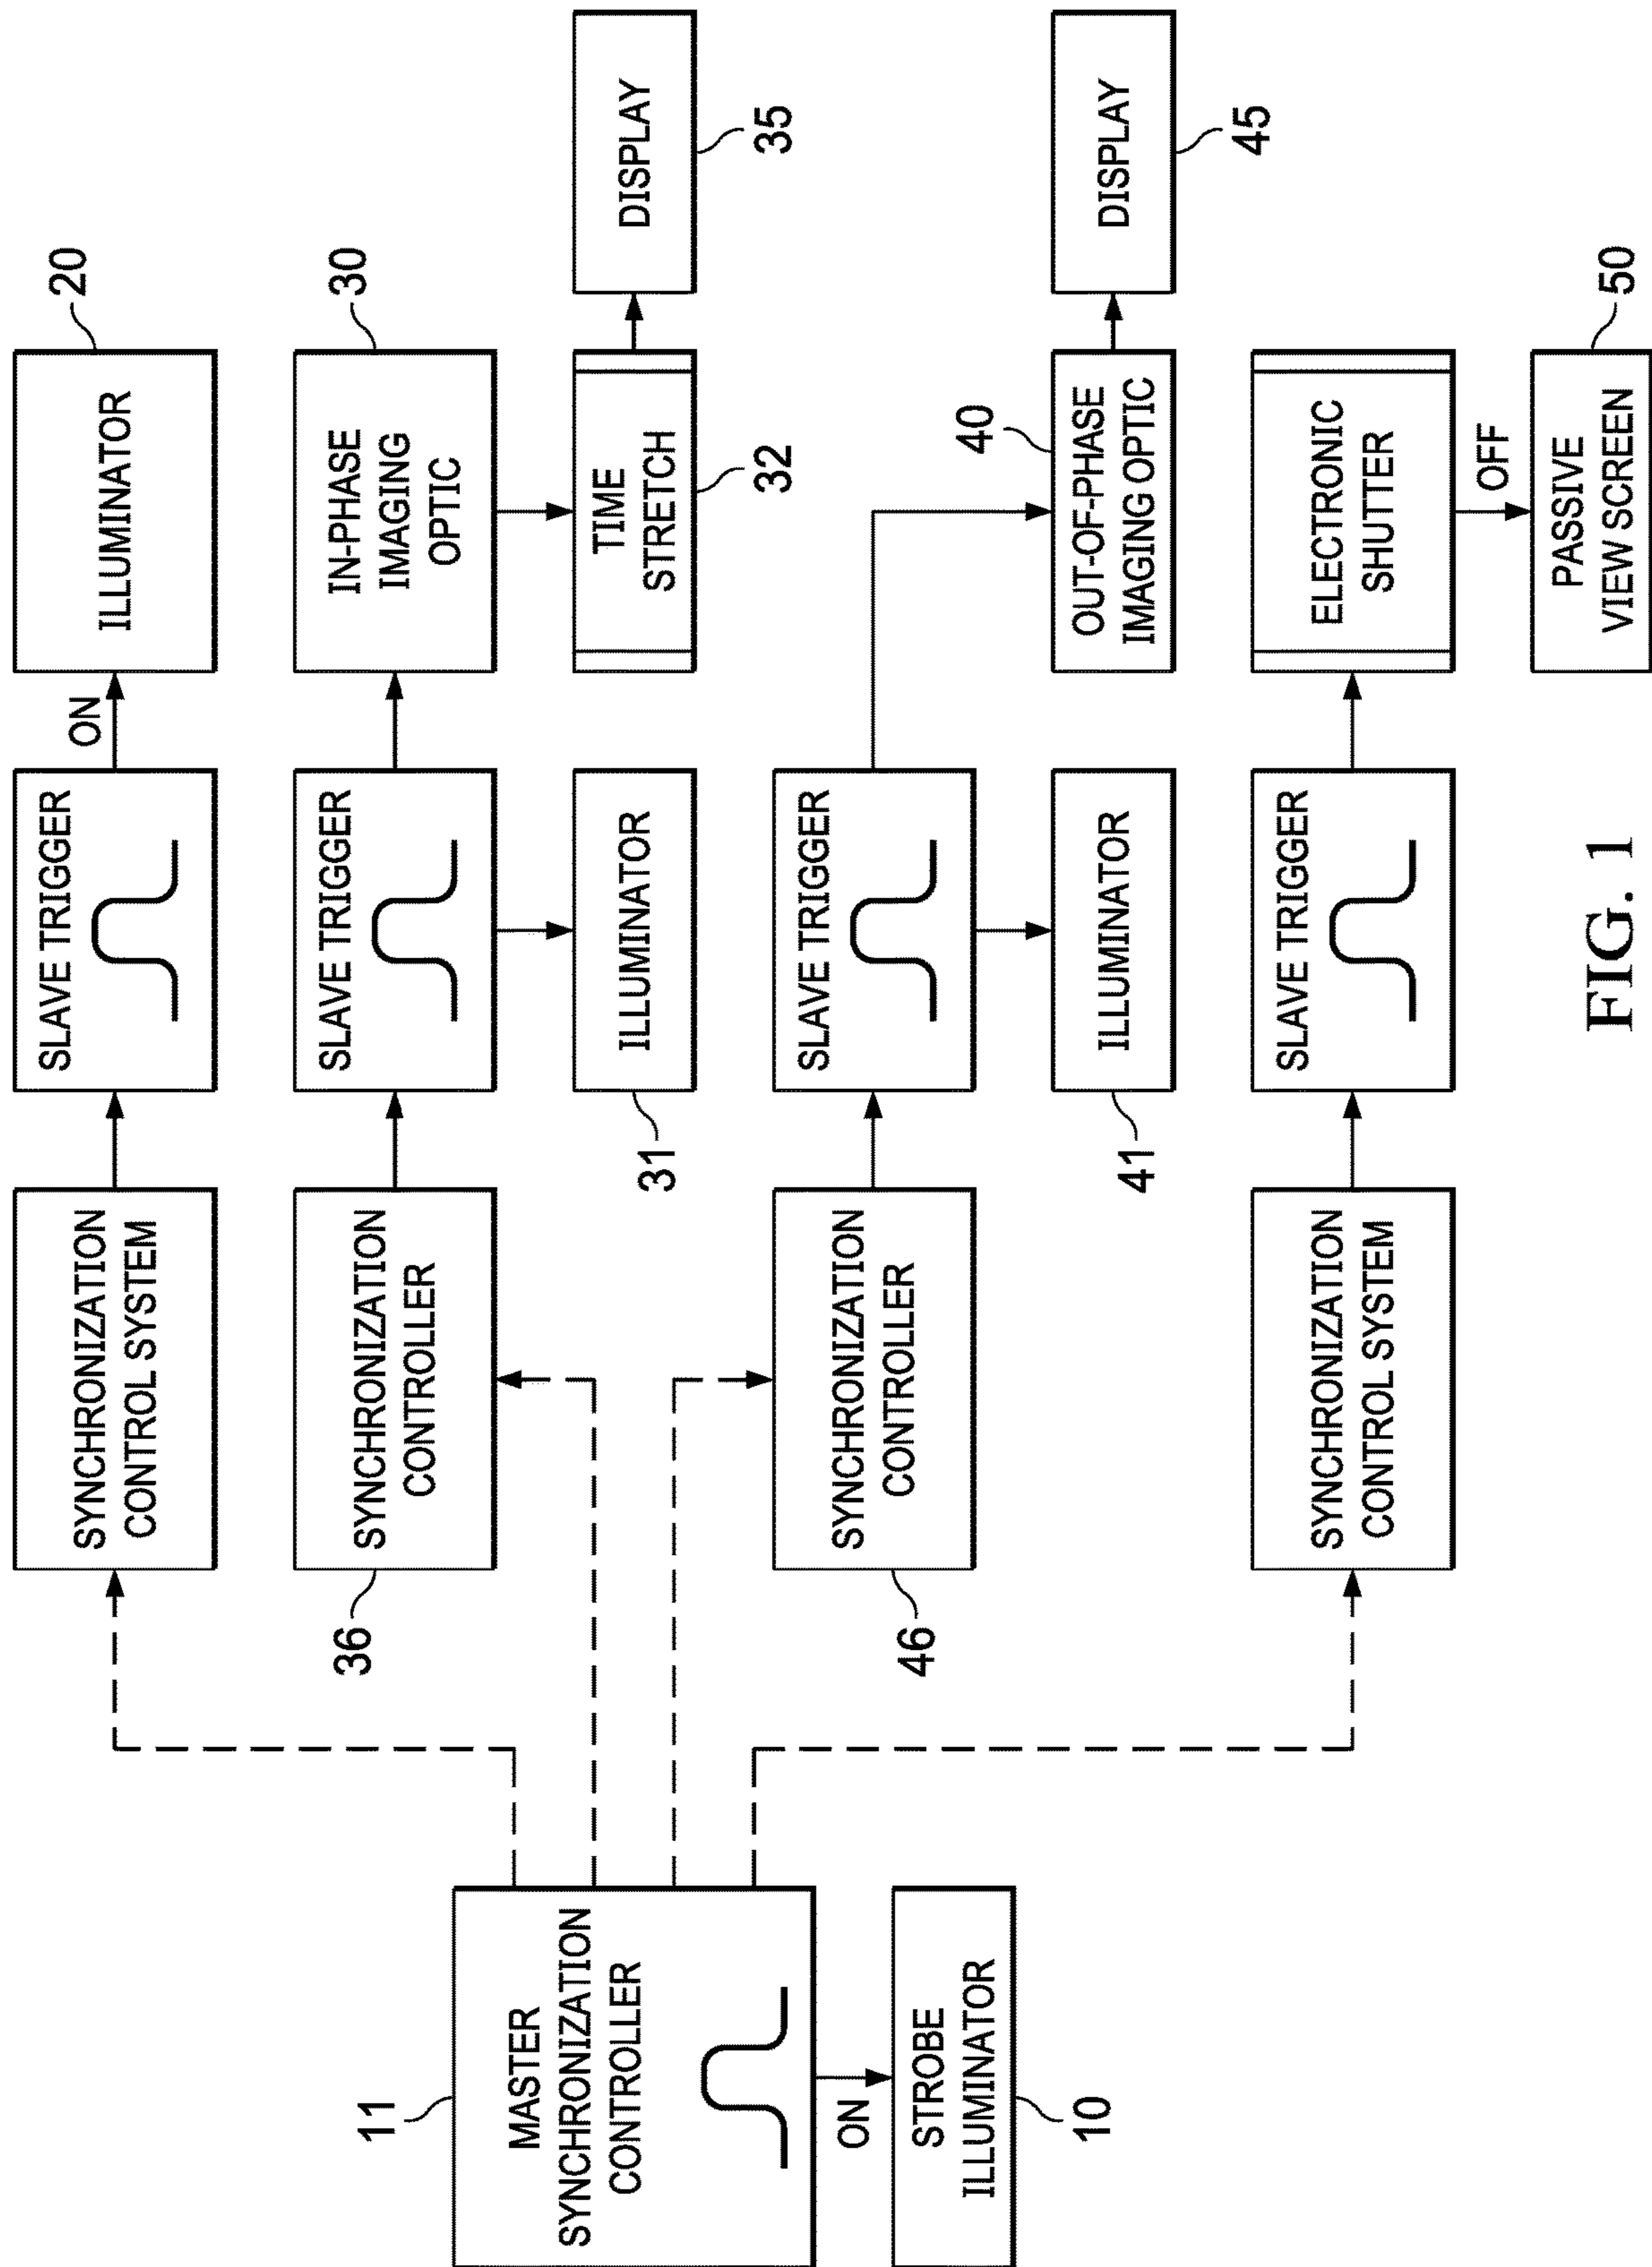 11
MASTER
SYNCHRONIZATION
CONTROLLER
ON
STROBE
ILLUMINATOR
10
SYNCHRONIZATION
CONTROL SYSTEM
SLAVE TRIGGER
ON
ILLUMINATOR
20
SYNCHRONIZATION
CONTROLLER
36
SLAVE TRIGGER
IN-PHASE
IMAGING
OPTIC
30
ILLUMINATOR
31
TIME
STRETCH
32
DISPLAY
35
SYNCHRONIZATION
CONTROLLER
46
SLAVE TRIGGER
ILLUMINATOR
41
40
OUT-OF-PHASE
IMAGING OPTIC
DISPLAY
45
SYNCHRONIZATION
CONTROL SYSTEM
SLAVE TRIGGER
ELECTRONIC
SHUTTER
OFF
PASSIVE
VIEW SCREEN
50
FIG. 1